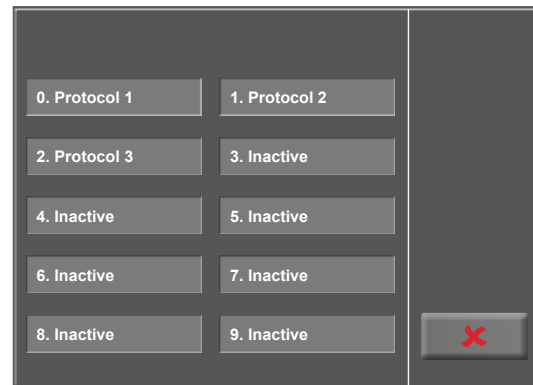 0. Protocol 1
1. Protocol 2
2. Protocol 3
3. Inactive
4. Inactive
5. Inactive
6. Inactive
7. Inactive
8. Inactive
9. Inactive